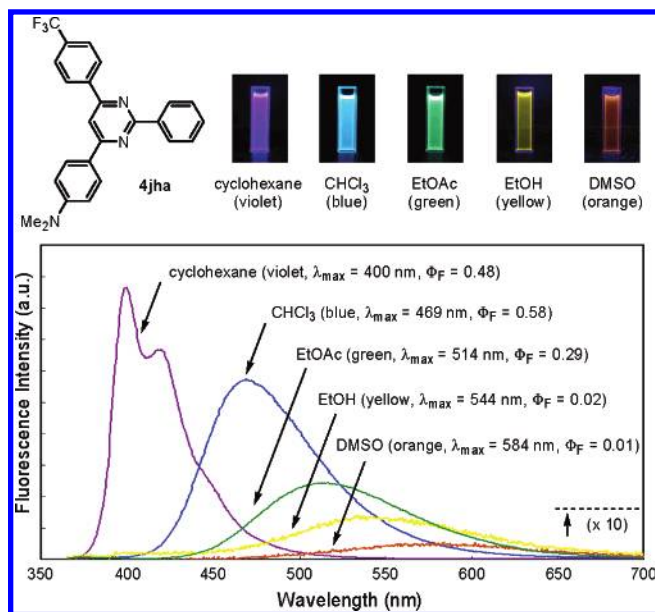 F₃C
N
N
4jha
Me₂N
cyclohexane
(violet)
CHCl₃
(blue)
EtOAc
(green)
EtOH
(yellow)
DMSO
(orange)
cyclohexane (violet, λmax = 400 nm, ΦF = 0.48)
CHCl₃ (blue, λmax = 469 nm, ΦF = 0.58)
EtOAc (green, λmax = 514 nm, ΦF = 0.29)
EtOH (yellow, λmax = 544 nm, ΦF = 0.02)
DMSO (orange, λmax = 584 nm, ΦF = 0.01)
(x 10)
Fluorescence Intensity (a.u.)
350 400 450 500 550 600 650 700
Wavelength (nm)